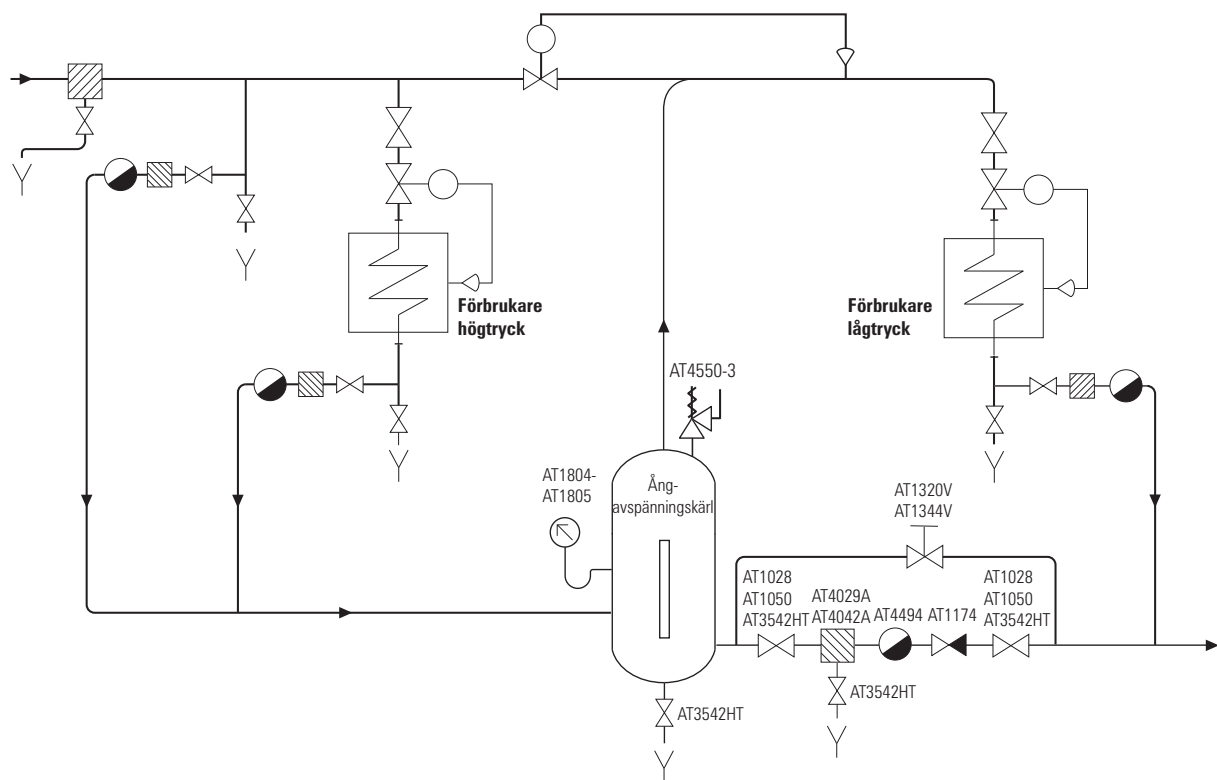 Förbrukare
högtryck
Förbrukare
lågtryck
AT4550-3
AT1804-
AT1805
Ång-
avspänningskärl
AT1320V
AT1344V
AT1028
AT1050
AT3542HT
AT4029A
AT4042A
AT4494
AT1174
AT1028
AT1050
AT3542HT
AT3542HT
AT3542HT